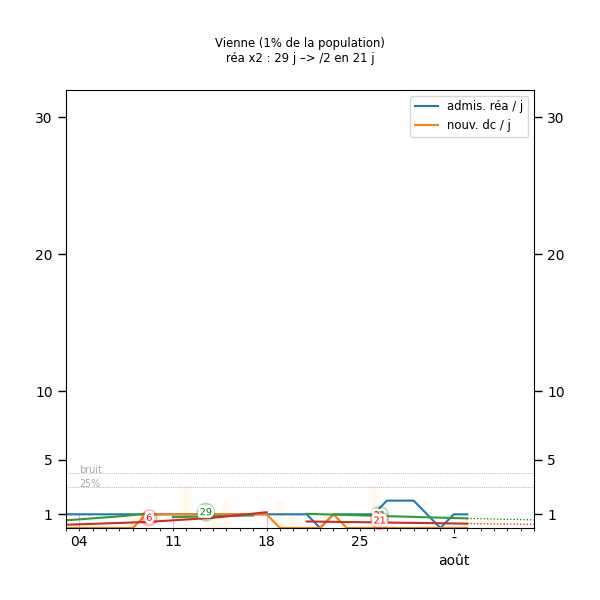 Vienne (1% de la population)
réa x2 : 29 j –> /2 en 21 j
admis. réa / j
nouv. dc / j
30 30
20 20
10 10
5 5
bruit
25%
1 1
6
29
21
04 11 18 25 -
août